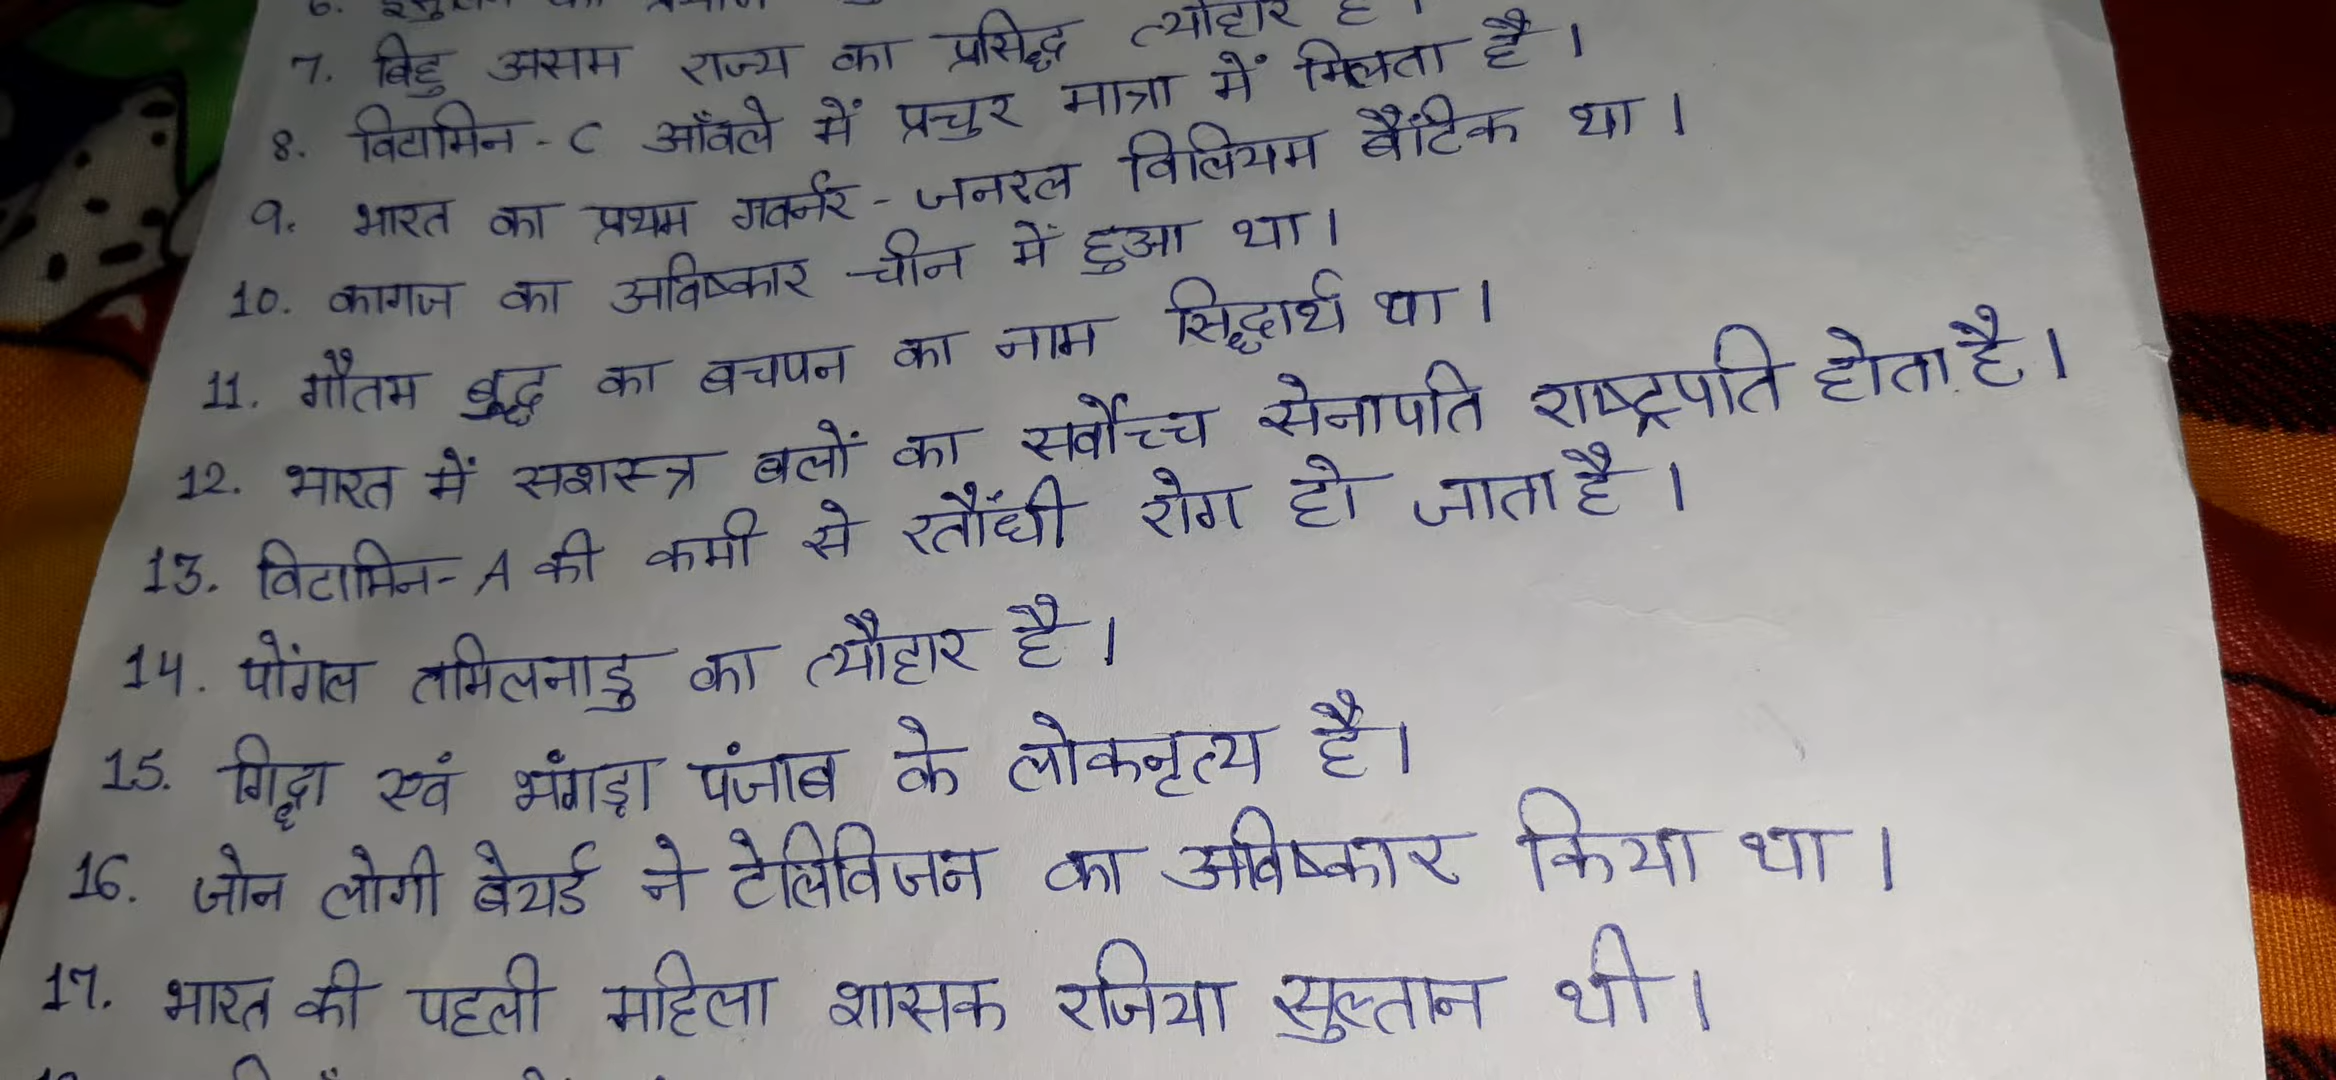 6. का
7. बिहु असम राज्य का प्रसिद्ध त्योहार है।
8. विटामिन - C आँवले में प्रचुर मात्रा में मिलता है।
9. भारत का प्रथम गवर्नर - जनरल विलियम बैंटिक था।
10. कागज का अविष्कार चीन में हुआ था।
11. गौतम बुद्ध का बचपन का नाम सिद्धार्थ था।
12. भारत में सशस्त्र बलों का सर्वोच्च सेनापति राष्ट्रपति होता है।
13. विटामिन - A की कमी से रतौंधी रोग हो जाता है।
14. पोंगल तमिलनाडु का त्यौहार है।
15. गिद्धा एवं भंगड़ा पंजाब के लोकनृत्य है।
16. जोन लोगी बेयर्ड ने टेलिविजन का अविष्कार किया था।
17. भारत की पहली महिला शासक रजिया सुल्तान थी।